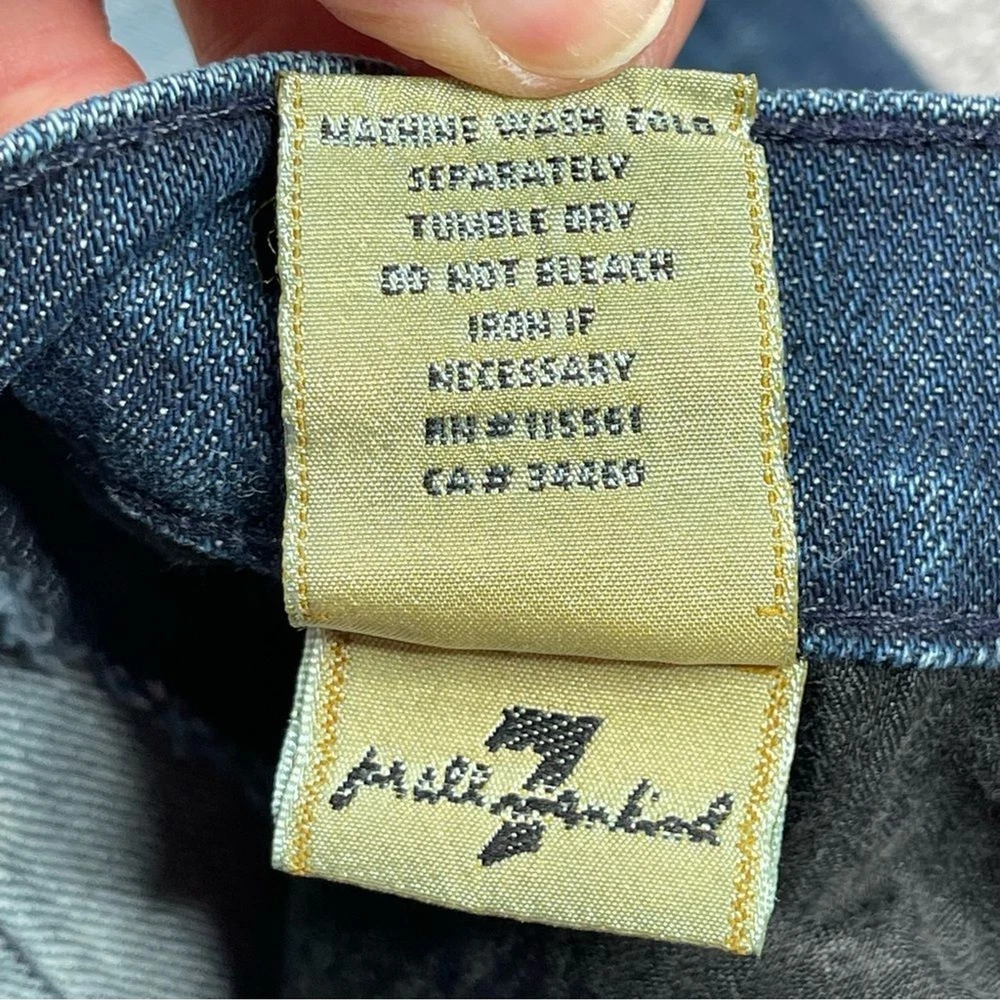 MACHINE WASH COLD
SEPARATELY
TUMBLE DRY
DO NOT BLEACH
IRON IF
NECESSARY
RN# 115561
CA# 34460
7
for all mankind